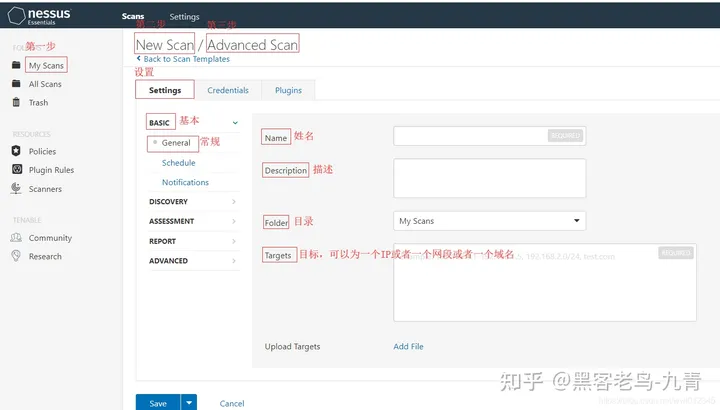 nessus
Essentials
Scans
Settings
第二步
第三步
第一步
New Scan / Advanced Scan
Back to Scan Templates
My Scans
All Scans
Trash
设置
Settings
Credentials
Plugins
BASIC 基本
General 常规
Schedule
Notifications
DISCOVERY
ASSESSMENT
REPORT
ADVANCED
RESOURCES
Policies
Plugin Rules
Scanners
TENABLE
Community
Research
Name 姓名
REQUIRED
Description 描述
Folder 目录
My Scans
Targets 目标，可以为一个IP或者一个网段或者一个域名
192.168.2.0/24, test.com
REQUIRED
Upload Targets
Add File
Save
Cancel
知乎 @黑客老鸟-九青